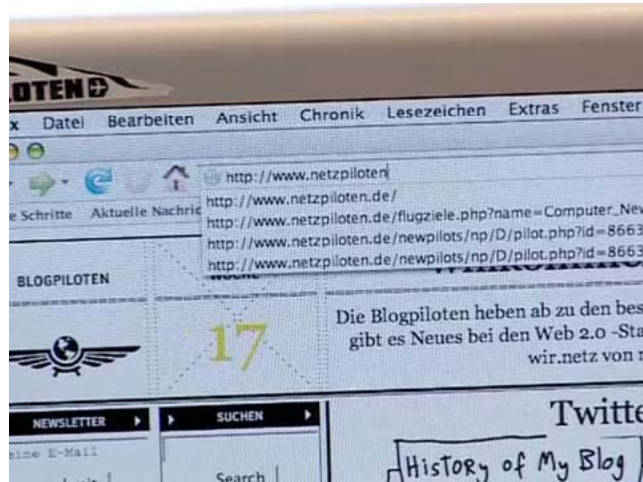 OTEN
Datei Bearbeiten Ansicht Chronik Lesezeichen Extras Fenster
http://www.netzpiloten
e Schritte Aktuelle Nachric
http://www.netzpiloten.de/
http://www.netzpiloten.de/flugziele.php?name=Computer_New
http://www.netzpiloten.de/newpilots/np/D/pilot.php?id=8663
http://www.netzpiloten.de/newpilots/np/D/pilot.php?id=8663
BLOGPILOTEN
17
Die Blogpiloten heben ab zu den bes
gibt es Neues bei den Web 2.0 -Sta
wir.netz von
NEWSLETTER
SUCHEN
eine E-Mail
Search
Twitte
History of My Blog